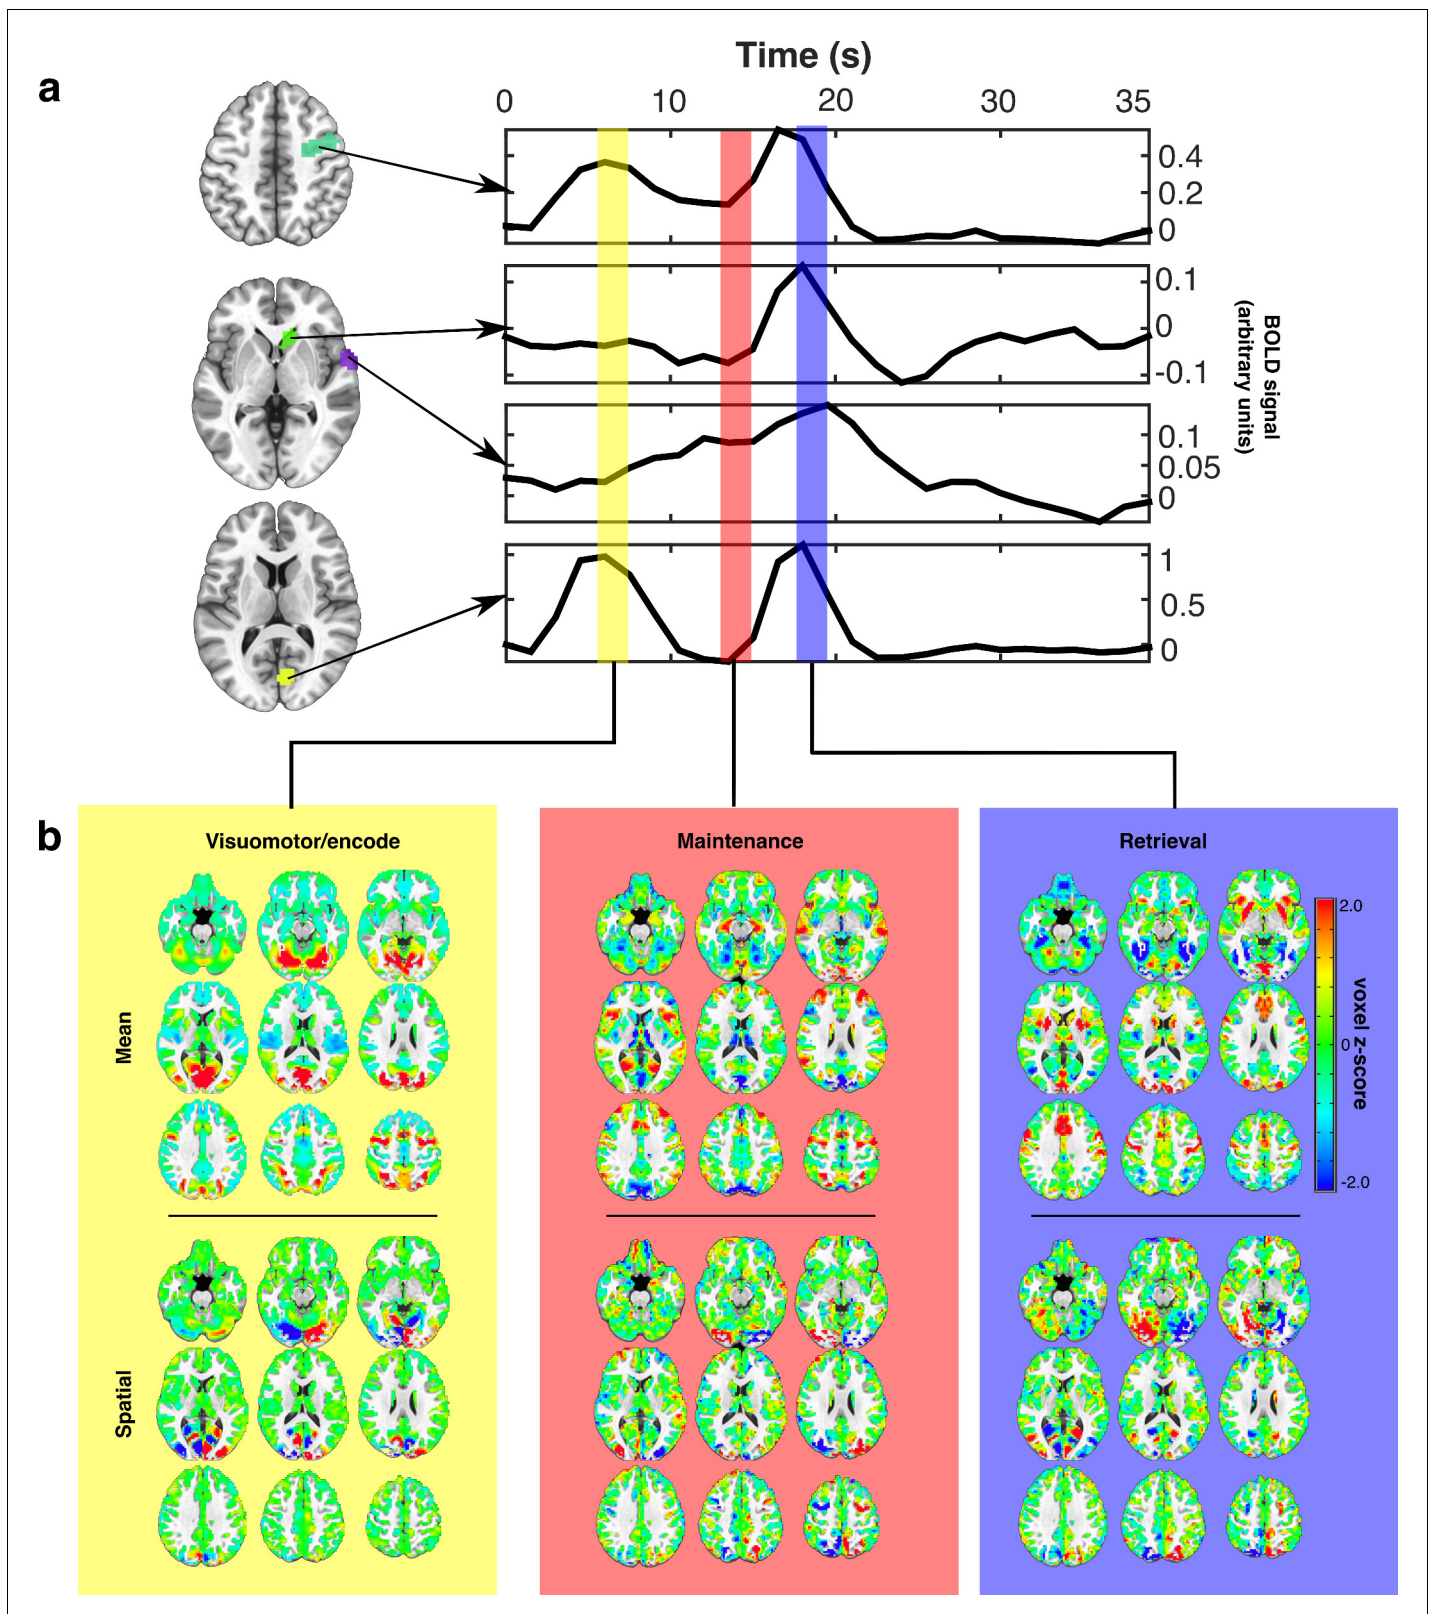 Time (s)
a
0 10 20 30 35
0.4
0.2
0
0.1
0
-0.1
BOLD signal
(arbitrary units)
0.1
0.05
0
1
0.5
0
b
Visuomotor/encode
Maintenance
Retrieval
Mean
2.0
0
-2.0
voxel z-score
Spatial